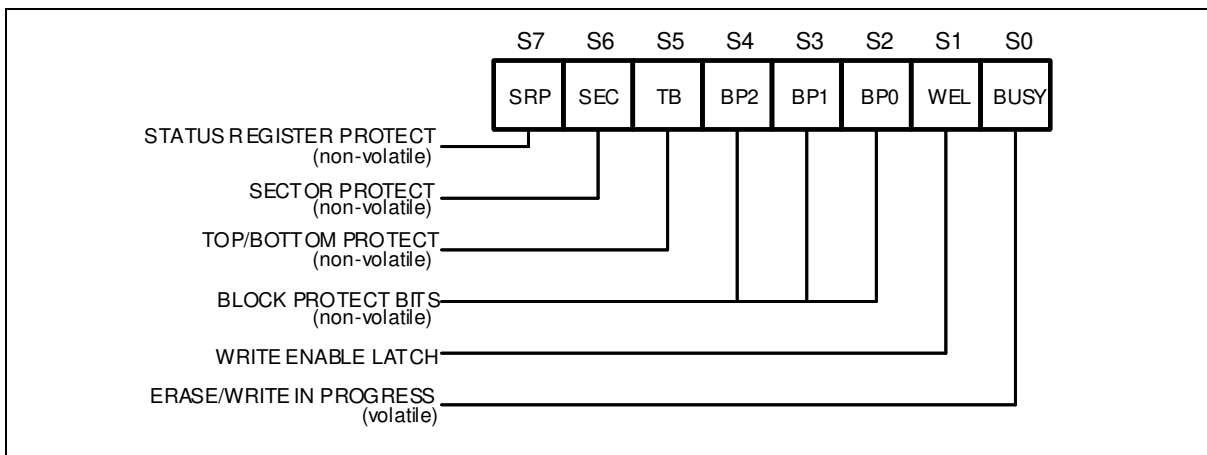 S7 S6 S5 S4 S3 S2 S1 S0
SRP SEC TB BP2 BP1 BP0 WEL BUSY
STATUS REGISTER PROTECT
(non-volatile)
SECTOR PROTECT
(non-volatile)
TOP/BOTTOM PROTECT
(non-volatile)
BLOCK PROTECT BITS
(non-volatile)
WRITE ENABLE LATCH
ERASE/WRITE IN PROGRESS
(volatile)